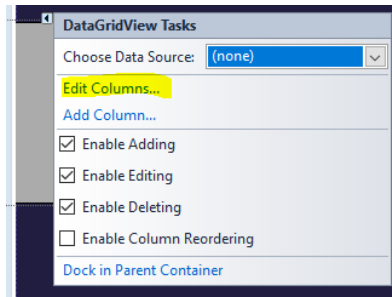 DataGridView Tasks
Choose Data Source: (none)
Edit Columns...
Add Column...
Enable Adding
Enable Editing
Enable Deleting
Enable Column Reordering
Dock in Parent Container